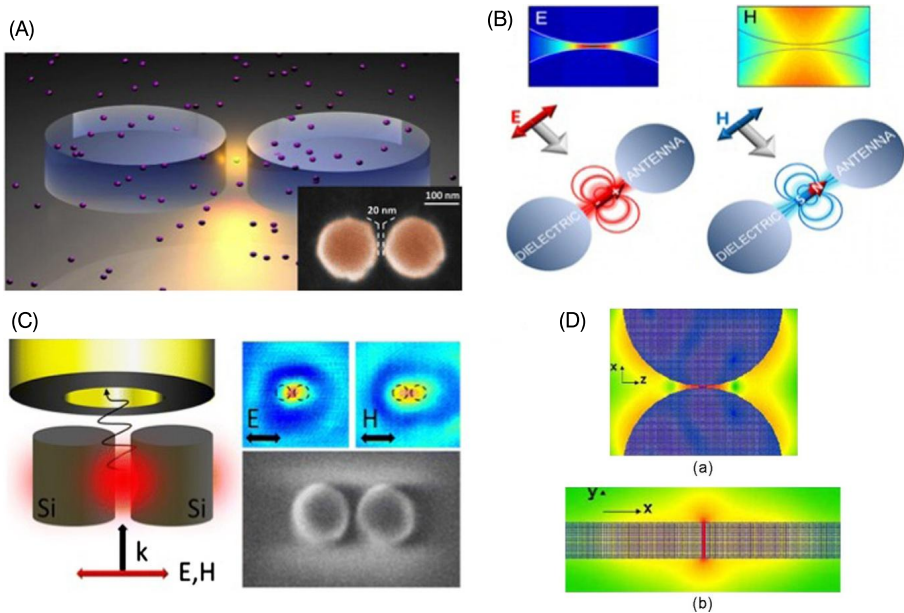 (A)
100 nm
20 nm
(B)
E
H
E
H
DIELECTRIC
ANTENNA
DIELECTRIC
ANTENNA
(C)
Si
Si
k
E,H
E
H
(D)
x
z
(a)
y
x
(b)